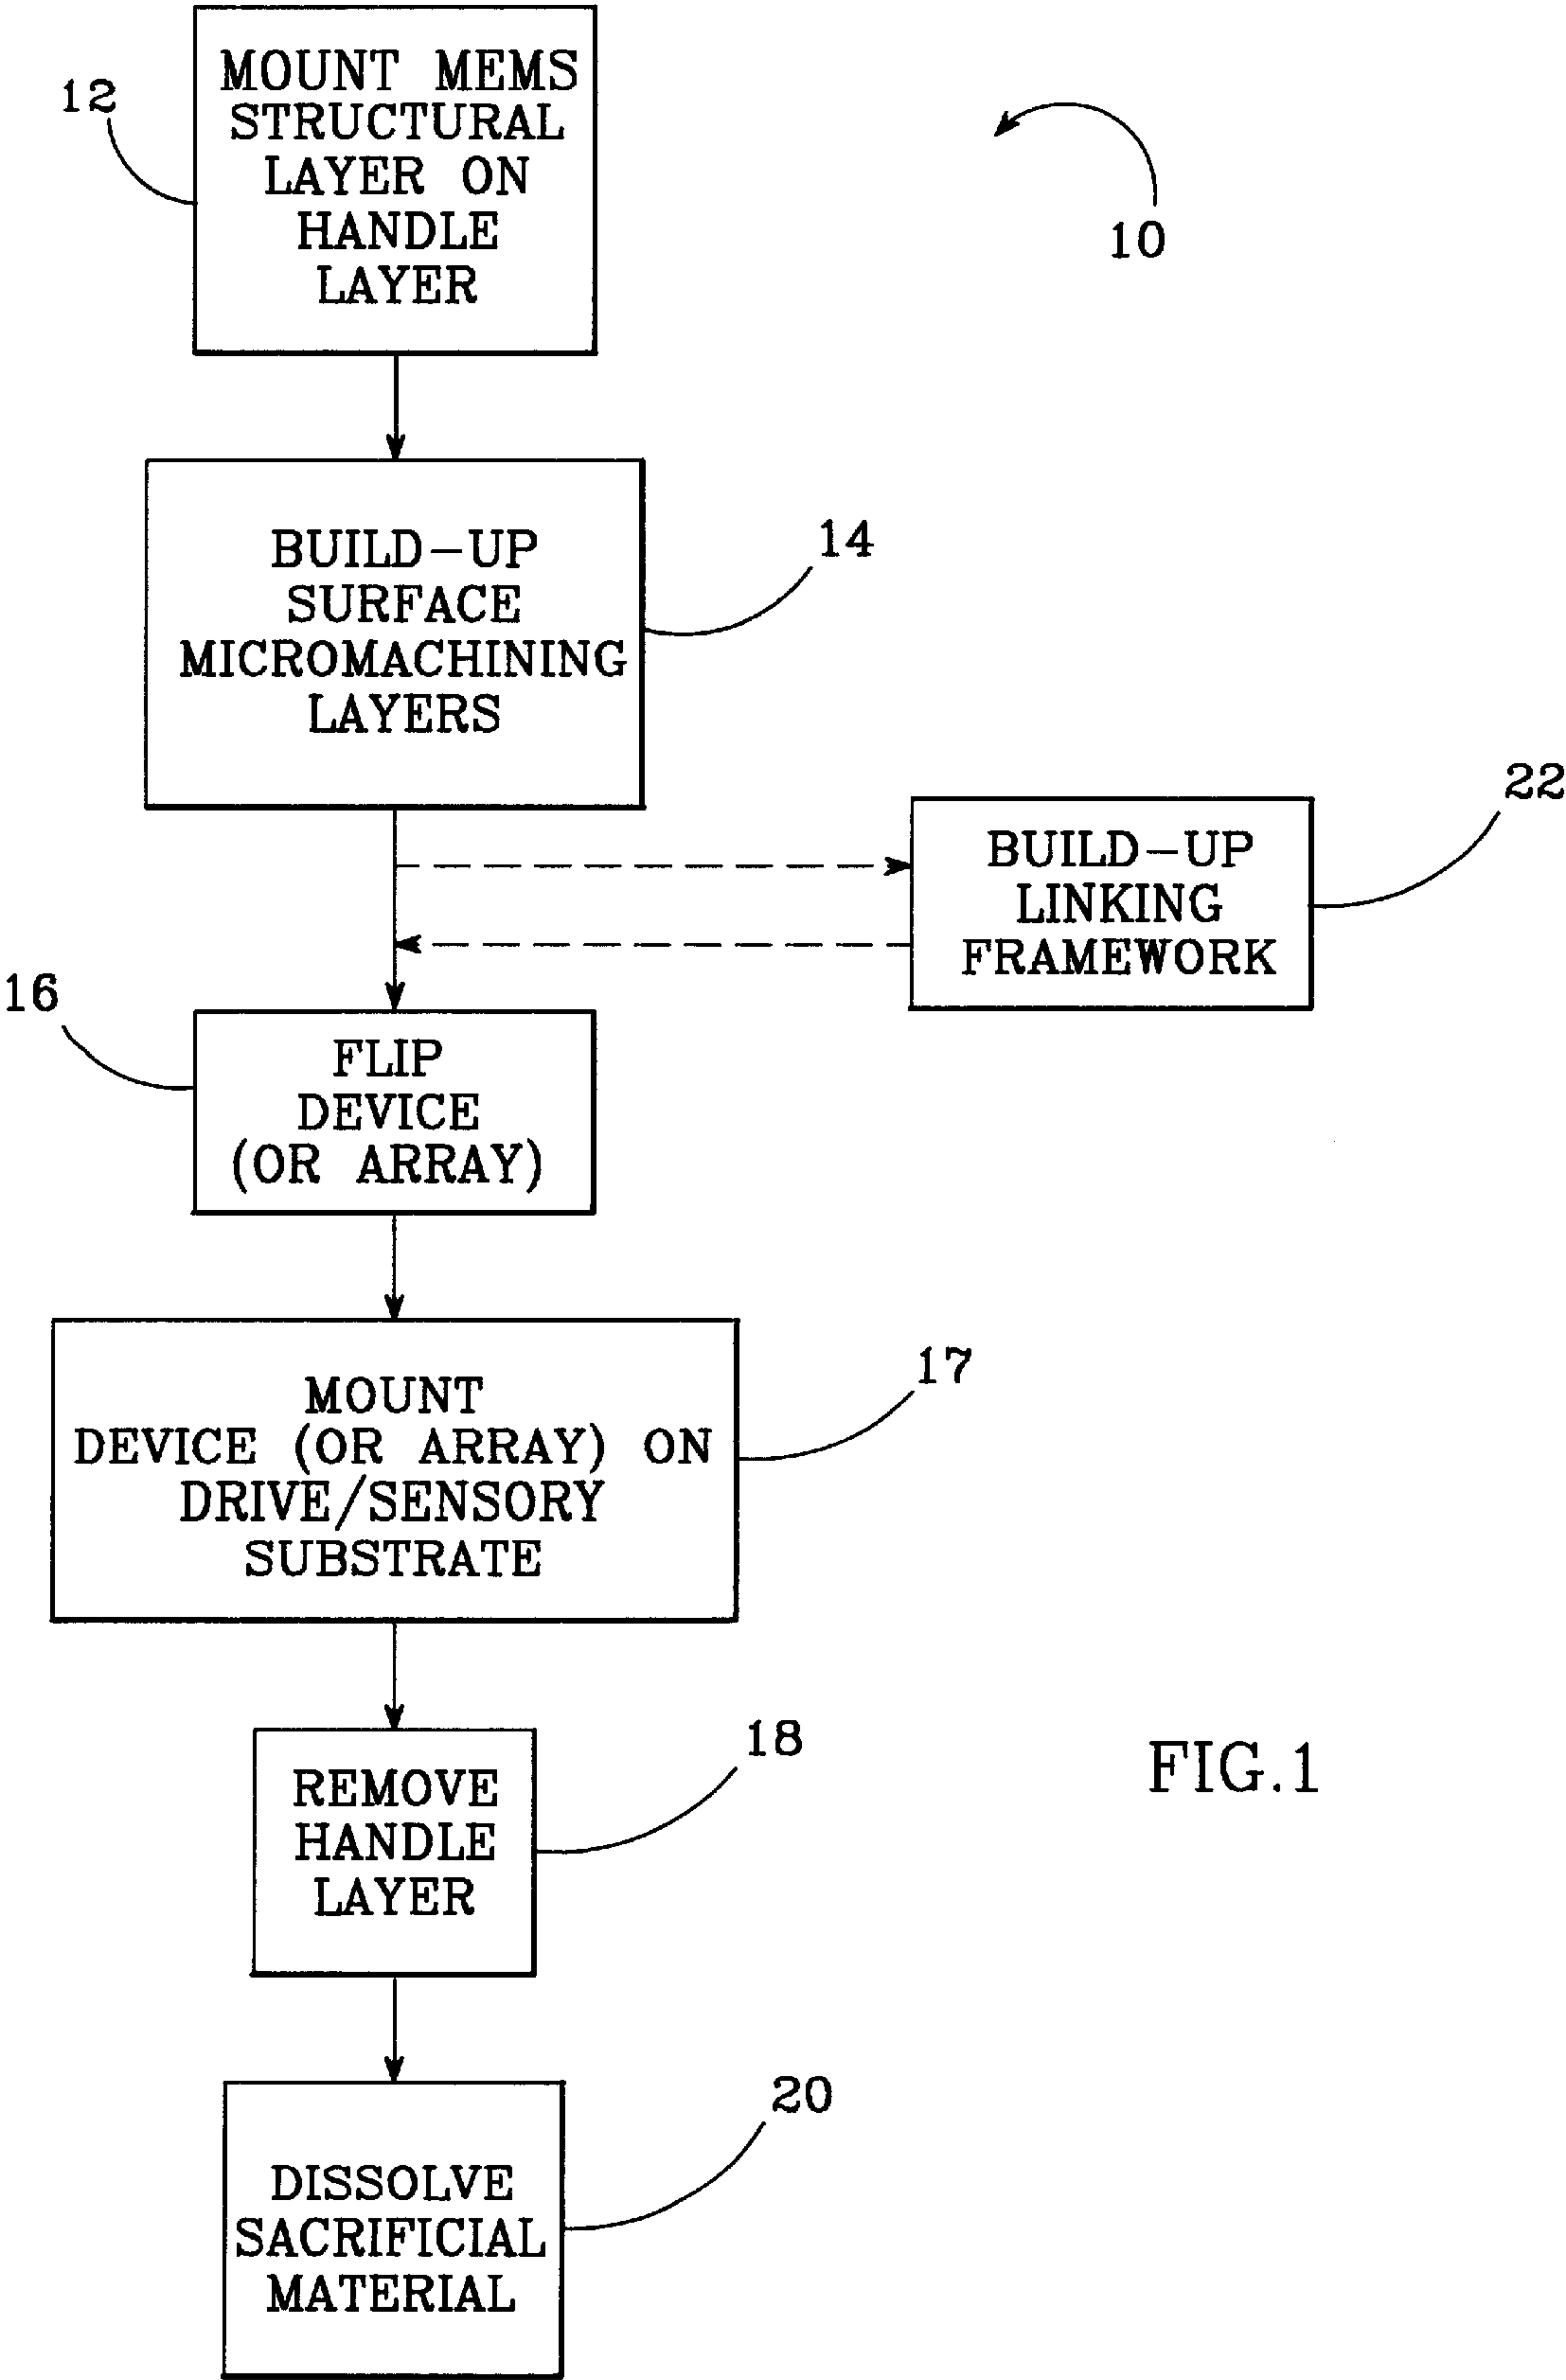 MOUNT MEMS
STRUCTURAL
LAYER ON
HANDLE
LAYER
12
10
BUILD-UP
SURFACE
MICROMACHINING
LAYERS
14
BUILD-UP
LINKING
FRAMEWORK
22
16
FLIP
DEVICE
(OR ARRAY)
MOUNT
DEVICE (OR ARRAY) ON
DRIVE/SENSORY
SUBSTRATE
17
REMOVE
HANDLE
LAYER
18
FIG.1
DISSOLVE
SACRIFICIAL
MATERIAL
20